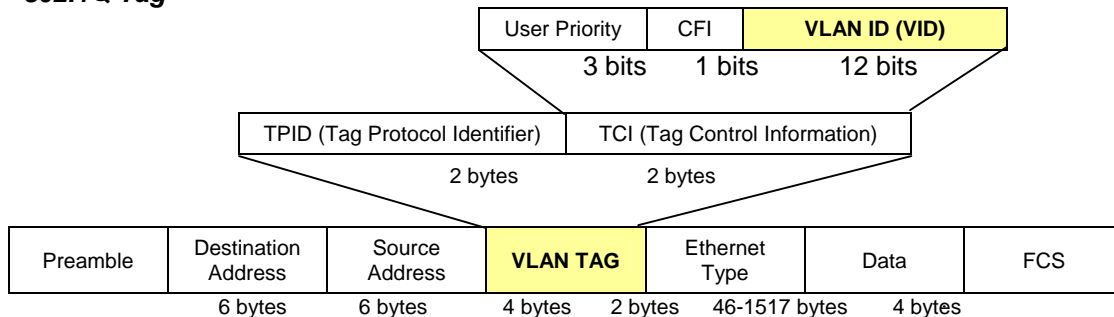 User Priority CFI VLAN ID (VID)
3 bits 1 bits 12 bits
TPID (Tag Protocol Identifier) TCI (Tag Control Information)
2 bytes 2 bytes
Preamble Destination Address Source Address VLAN TAG Ethernet Type Data FCS
6 bytes 6 bytes 4 bytes 2 bytes 46-1517 bytes 4 bytes